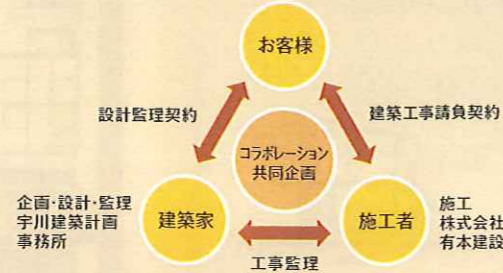 お客様
設計監理契約
建築工事請負契約
コラボレーション
共同企画
企画・設計・監理
宇川建築計画
事務所
建築家
施工者
施工
株式会社
有本建設
工事監理